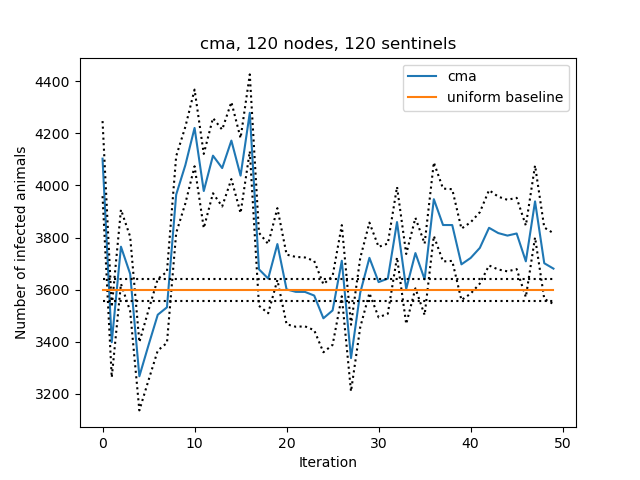 cma, 120 nodes, 120 sentinels
cma
uniform baseline
Number of infected animals
4400
4200
4000
3800
3600
3400
3200
0 10 20 30 40 50
Iteration